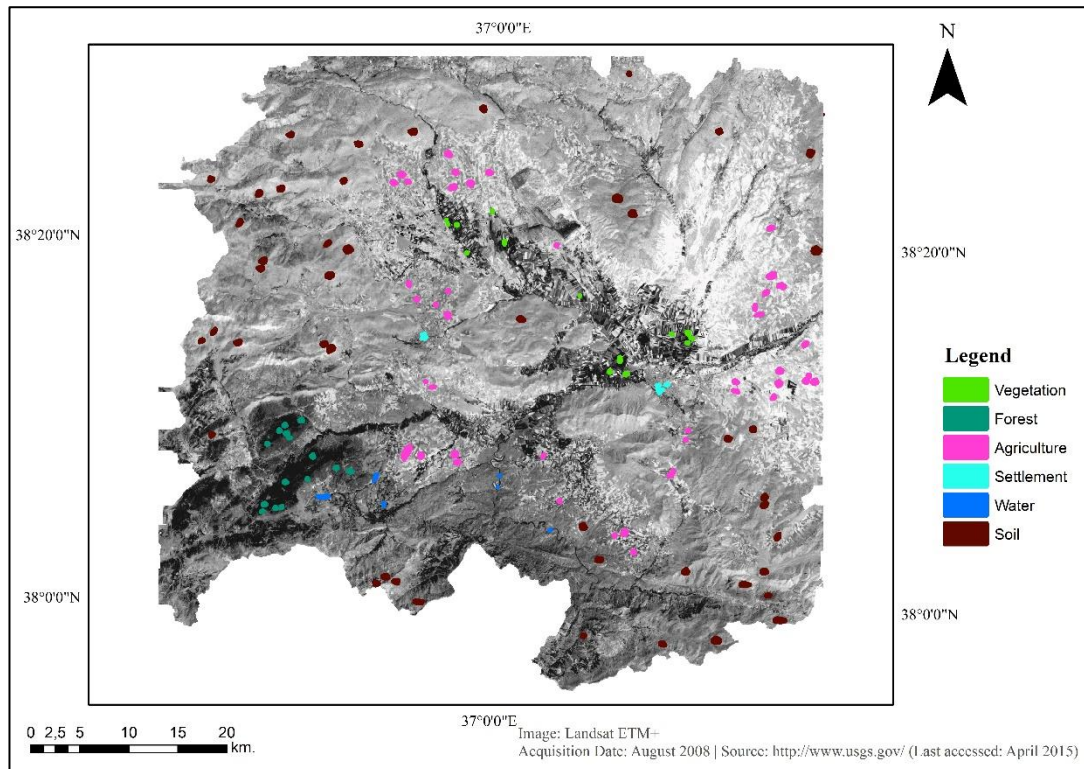 37°0'0"E
N
38°20'0"N
38°20'0"N
Legend
Vegetation
Forest
Agriculture
Settlement
Water
Soil
38°0'0"N
38°0'0"N
37°0'0"E
0 2,5 5 10 15 20
km.
Image: Landsat ETM+
Acquisition Date: August 2008 | Source: http://www.usgs.gov/ (Last accessed: April 2015)